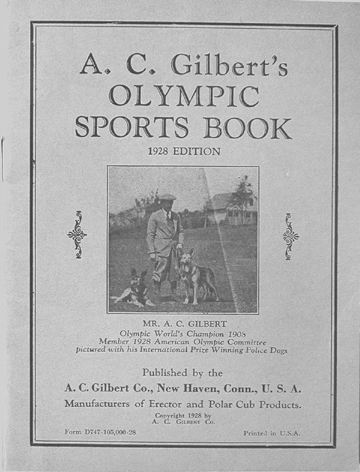 A. C. Gilbert's
OLYMPIC
SPORTS BOOK
1928 EDITION
MR. A. C. GILBERT
Olympic World's Champion 1908
Member 1928 American Olympic Committee
pictured with his International Prize Winning Police Dogs
Published by the
A. C. Gilbert Co., New Haven, Conn., U. S. A.
Manufacturers of Erector and Polar Cub Products.
Copyright 1928 by
A. C. GILBERT CO.
Form D747-105,000-28 Printed in U.S.A.